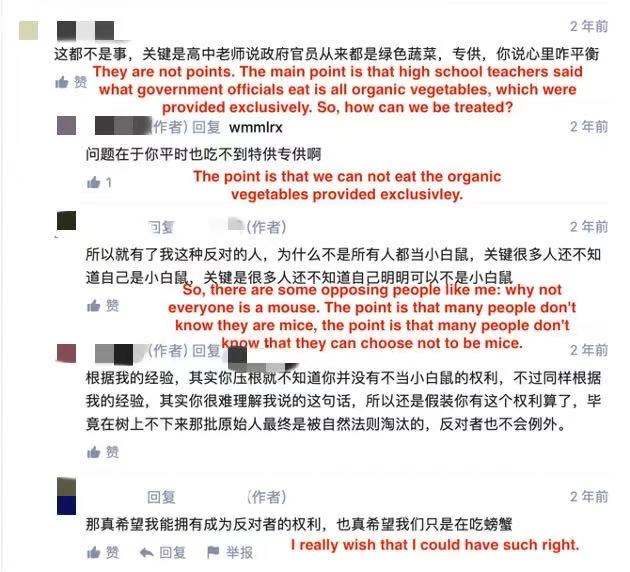 2 年前
这都不是事，关键是高中老师说政府官员从来都是绿色蔬菜，专供，你说心里咋平衡
赞
They are not points. The main point is that high school teachers said
what government officials eat is all organic vegetables, which were
provided exclusively. So, how can we be treated?
(作者) 回复 wmmlrx 2 年前
问题在于你平时也吃不到特供专供啊
1
The point is that we can not eat the organic
vegetables provided exclusivley.
回复 (作者) 2 年前
所以就有了我这种反对的人，为什么不是所有人都当小白鼠，关键很多人还不知
道自己是小白鼠，关键是很多人还不知道自己明明可以不是小白鼠
赞
So, there are some opposing people like me: why not
everyone is a mouse. The point is that many people don't
know they are mice, the point is that many people don't
know that they can choose not to be mice.
(作者) 回复 2 年前
根据我的经验，其实你压根就不知道你并没有不当小白鼠的权利，不过同样根据
我的经验，其实你很难理解我说的这句话，所以还是假装你有这个权利算了，毕
竟在树上不下来那批原始人最终是被自然法则淘汰的，反对者也不会例外。
赞
回复 (作者) 2 年前
那真希望我能拥有成为反对者的权利，也真希望我们只是在吃螃蟹
赞 回复 举报
I really wish that I could have such right.